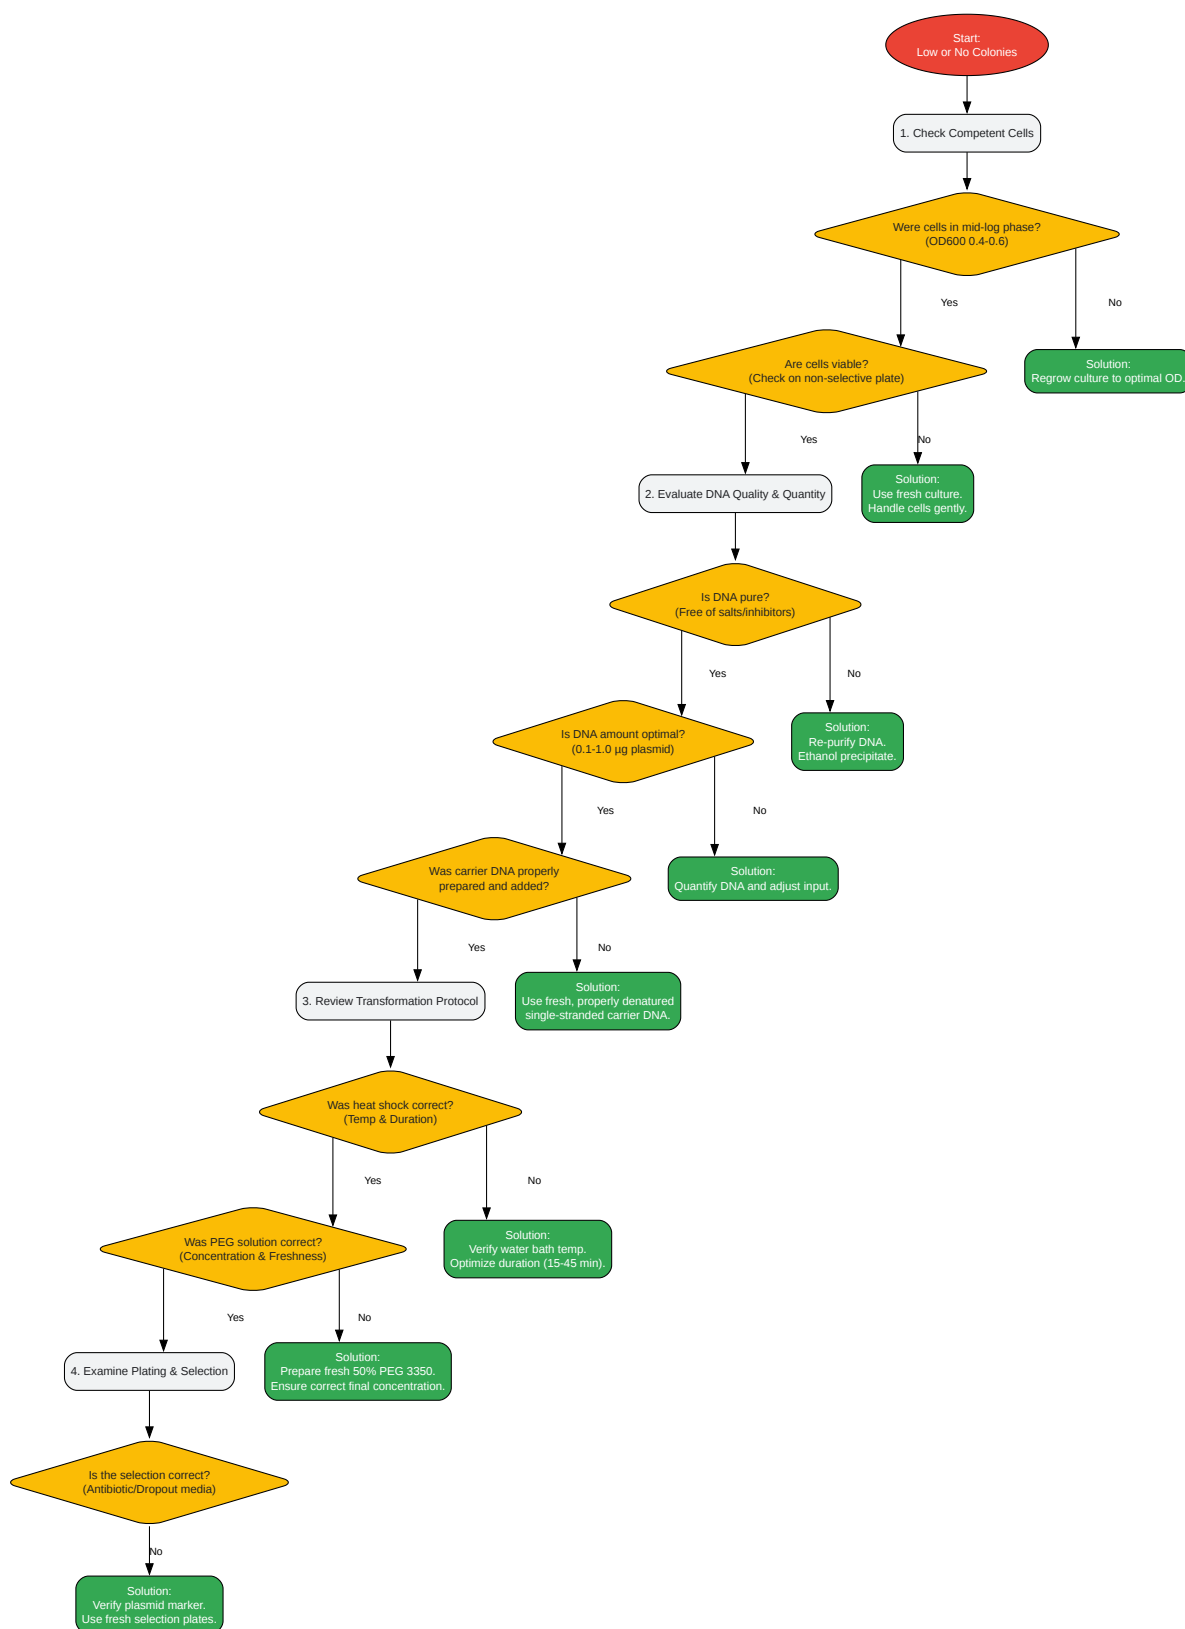 Start:
Low or No Colonies
1. Check Competent Cells
Were cells in mid-log phase?
(OD600 0.4-0.6)
Yes
No
Are cells viable?
(Check on non-selective plate)
Solution:
Regrow culture to optimal OD.
Yes
No
2. Evaluate DNA Quality & Quantity
Solution:
Use fresh culture.
Handle cells gently.
Is DNA pure?
(Free of salts/inhibitors)
Yes
No
Is DNA amount optimal?
(0.1-1.0 µg plasmid)
Solution:
Re-purify DNA.
Ethanol precipitate.
Yes
No
Was carrier DNA properly
prepared and added?
Solution:
Quantify DNA and adjust input.
Yes
No
3. Review Transformation Protocol
Solution:
Use fresh, properly denatured
single-stranded carrier DNA.
Was heat shock correct?
(Temp & Duration)
Yes
No
Was PEG solution correct?
(Concentration & Freshness)
Solution:
Verify water bath temp.
Optimize duration (15-45 min).
Yes
No
4. Examine Plating & Selection
Solution:
Prepare fresh 50% PEG 3350.
Ensure correct final concentration.
Is the selection correct?
(Antibiotic/Dropout media)
No
Solution:
Verify plasmid marker.
Use fresh selection plates.